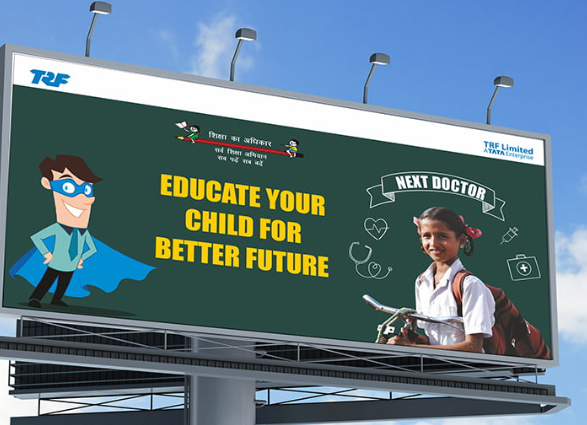 TRF
TRF Limited
A TATA Enterprise
शिक्षा का अधिकार
सर्व शिक्षा अभियान
सब पढ़ें सब बढ़ें
EDUCATE YOUR
CHILD FOR
BETTER FUTURE
NEXT DOCTOR